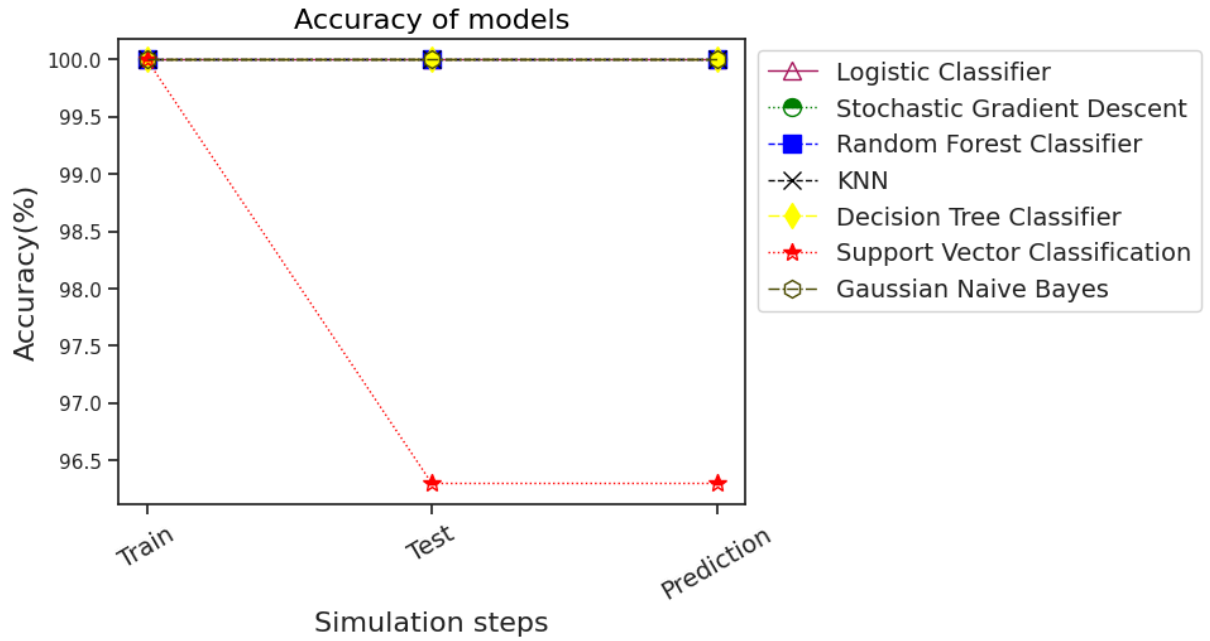 Accuracy of models
Accuracy(%)
100.0
99.5
99.0
98.5
98.0
97.5
97.0
96.5
Train
Test
Prediction
Simulation steps
Logistic Classifier
Stochastic Gradient Descent
Random Forest Classifier
KNN
Decision Tree Classifier
Support Vector Classification
Gaussian Naive Bayes